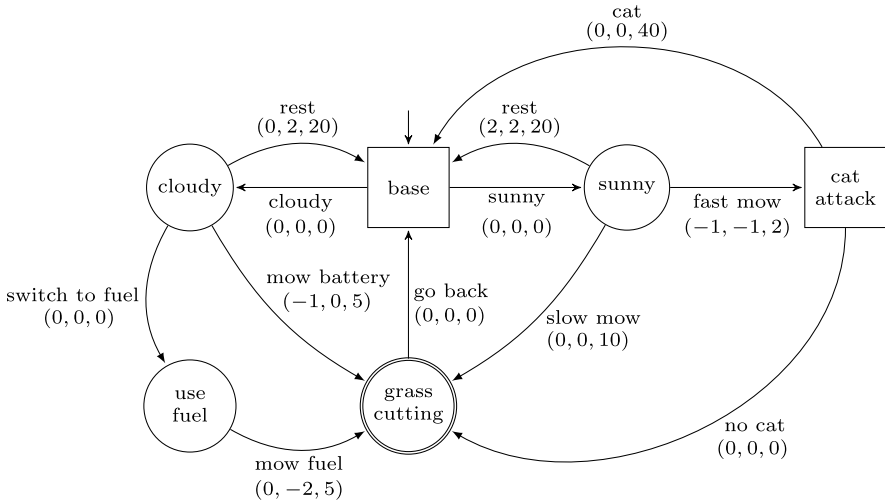 cat
(0, 0, 40)
rest
(0, 2, 20)
rest
(2, 2, 20)
cloudy
base
sunny
cat
attack
cloudy
(0, 0, 0)
sunny
(0, 0, 0)
fast mow
(−1, −1, 2)
switch to fuel
(0, 0, 0)
mow battery
(−1, 0, 5)
go back
(0, 0, 0)
slow mow
(0, 0, 10)
use
fuel
grass
cutting
no cat
(0, 0, 0)
mow fuel
(0, −2, 5)